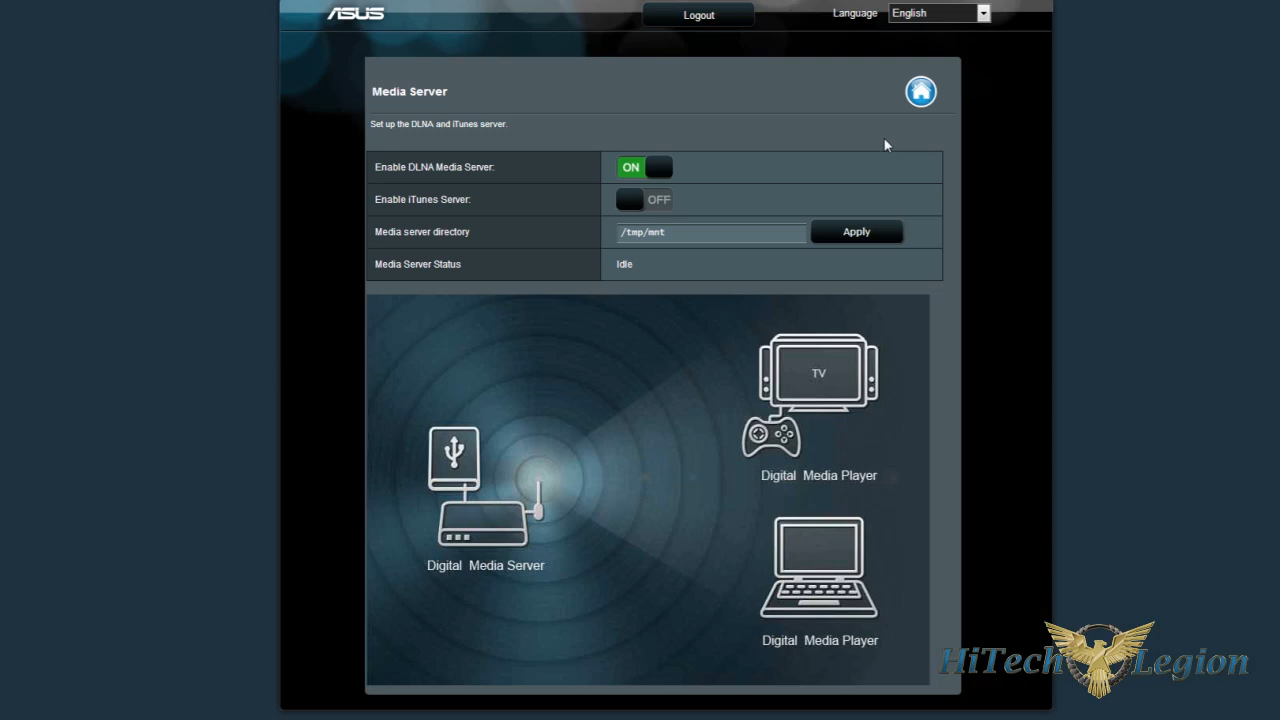 ASUS
Logout
Language English
Media Server
Set up the DLNA and iTunes server.
Enable DLNA Media Server: ON
Enable iTunes Server: OFF
Media server directory /tmp/mnt Apply
Media Server Status Idle
TV
Digital Media Player
Digital Media Server
Digital Media Player
HiTech Legion